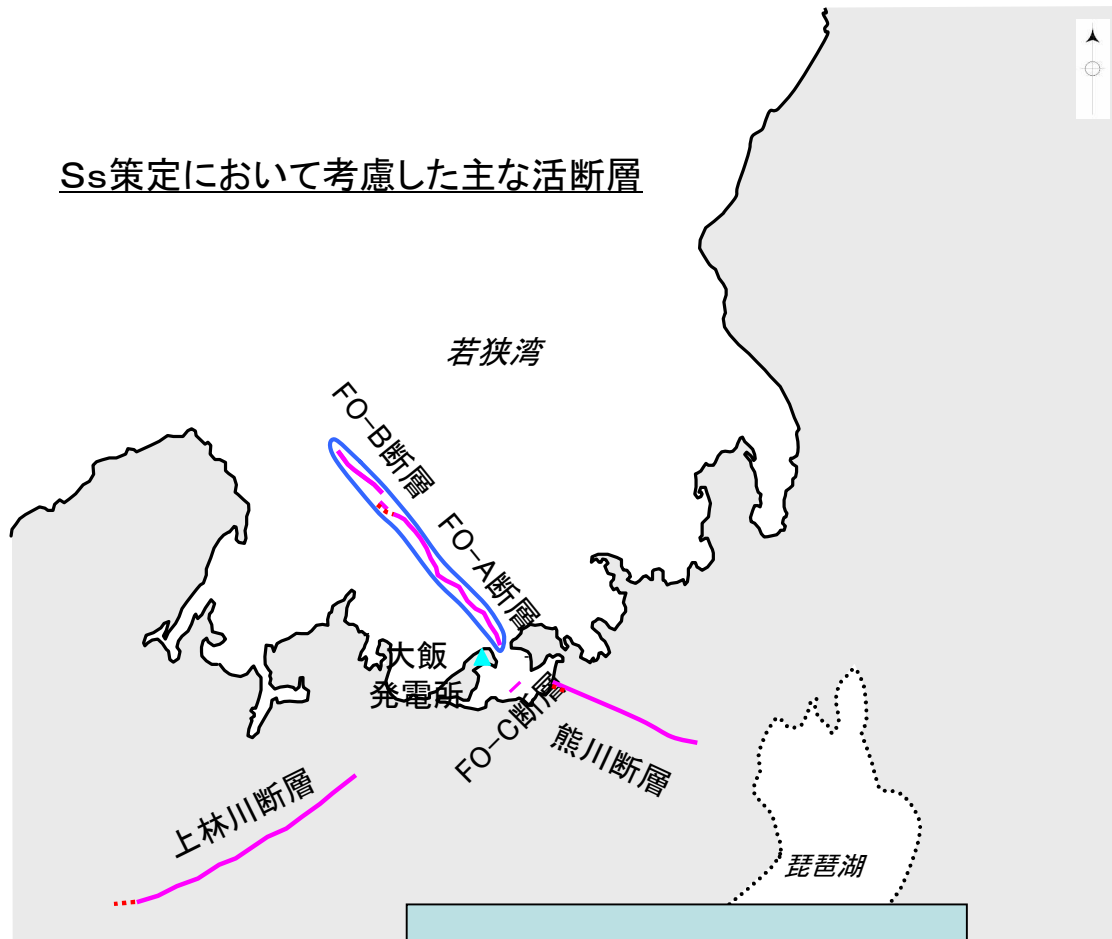 Ss策定において考慮した主な活断層
若狭湾
FO-B断層
FO-A断層
大飯
発電所
FO-C断層
熊川断層
上林川断層
琵琶湖